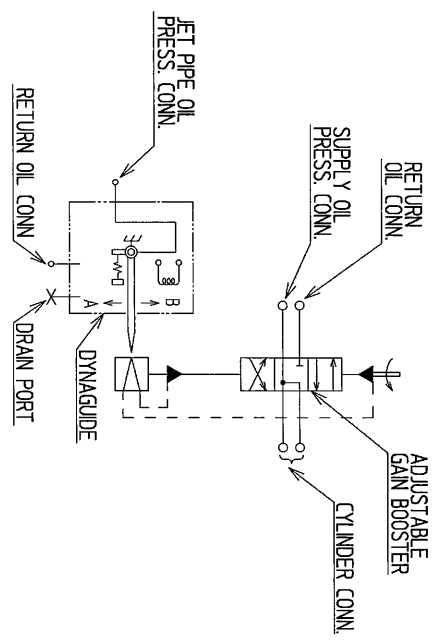 JET PIPE OIL
PRESS. CONN.
RETURN OIL CONN
SUPPLY OIL
PRESS. CONN.
RETURN
OIL CONN.
A
B
DRAIN PORT
DYNAGUIDE
ADJUSTABLE
GAIN BOOSTER
CYLINDER CONN.